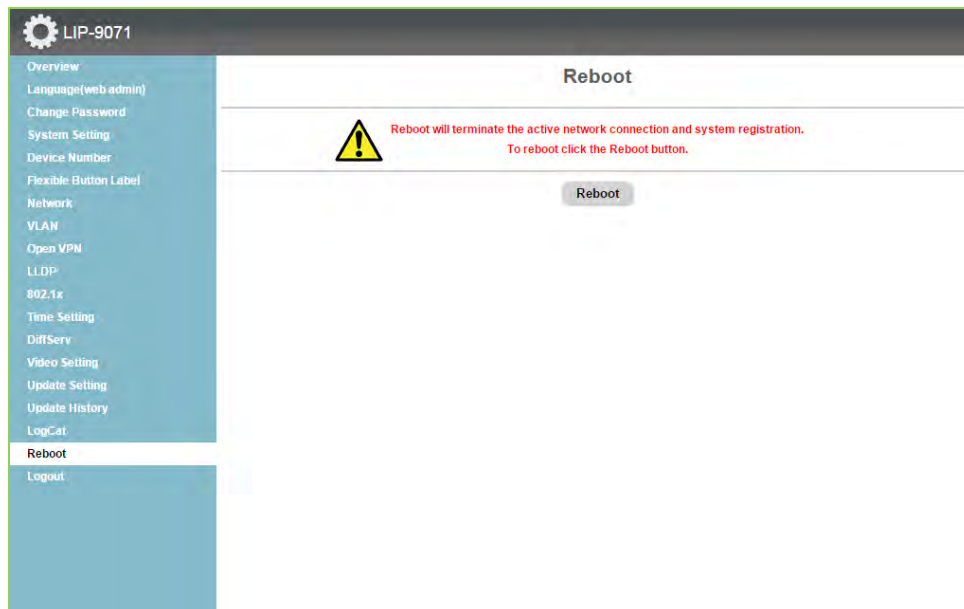 LIP-9071
Overview
Language(web admin)
Change Password
System Setting
Device Number
Flexible Button Label
Network
VLAN
Open VPN
LLDP
802.1x
Time Setting
DiffServ
Video Setting
Update Setting
Update History
LogCat
Reboot
Logout
Reboot
Reboot will terminate the active network connection and system registration.
To reboot click the Reboot button.
Reboot